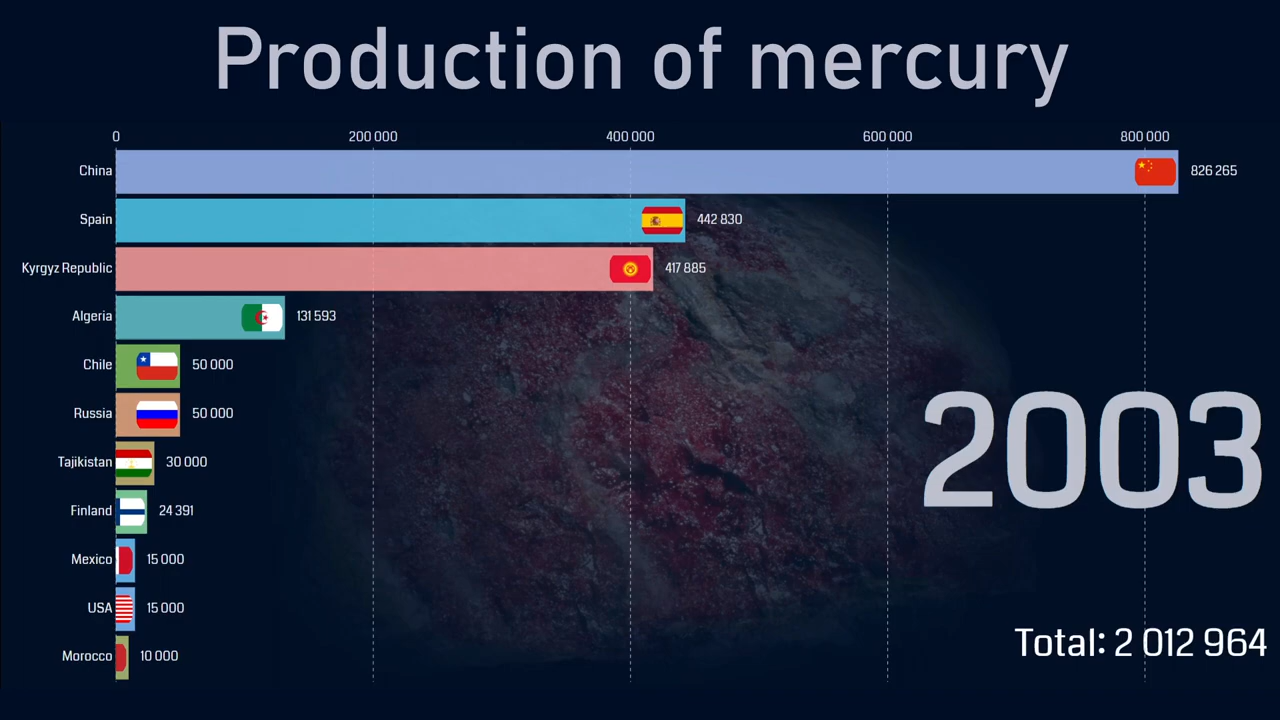 Production of mercury
0 200 000 400 000 600 000 800 000
China 826 265
Spain 442 830
Kyrgyz Republic 417 885
Algeria 131 593
Chile 50 000
Russia 50 000
Tajikistan 30 000
Finland 24 391
Mexico 15 000
USA 15 000
Morocco 10 000
2003
Total: 2 012 964